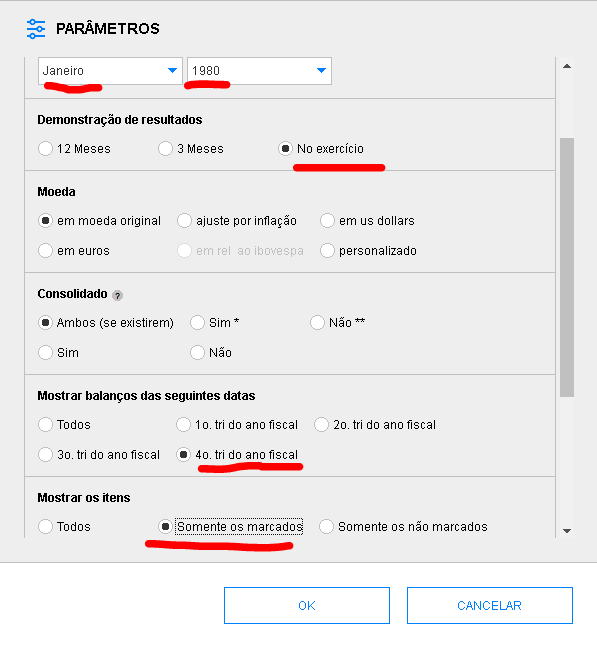 PARÂMETROS
Janeiro 1980
Demonstração de resultados
12 Meses 3 Meses No exercício
Moeda
em moeda original ajuste por inflação em us dollars
em euros em rel ao ibovespa personalizado
Consolidado ?
Ambos (se existirem) Sim * Não **
Sim Não
Mostrar balanços das seguintes datas
Todos 1o. tri do ano fiscal 2o. tri do ano fiscal
3o. tri do ano fiscal 4o. tri do ano fiscal
Mostrar os itens
Todos Somente os marcados Somente os não marcados
OK CANCELAR